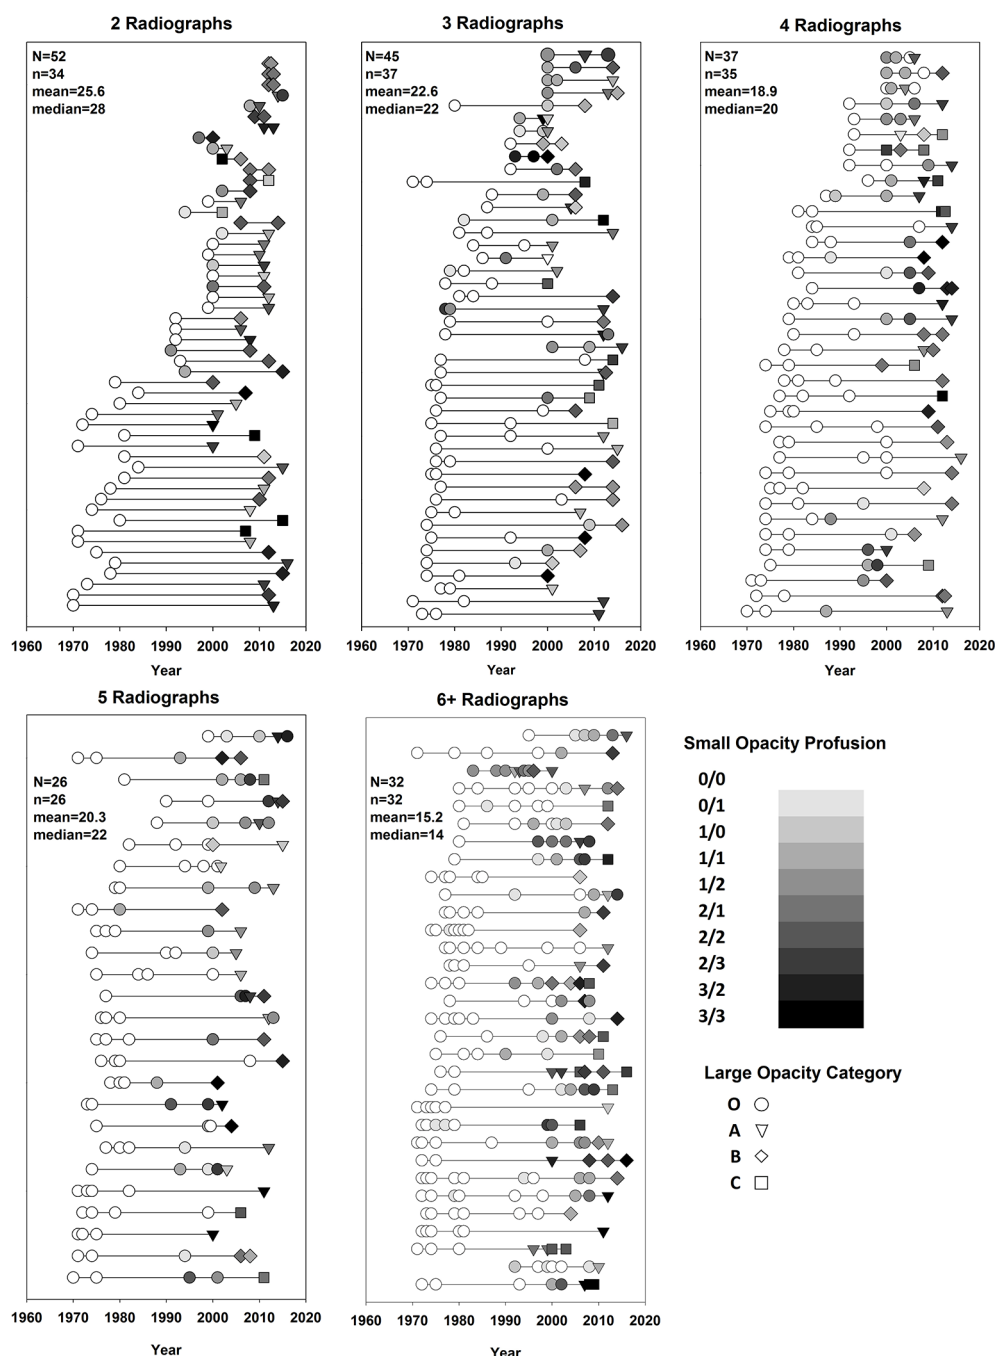 2 Radiographs
3 Radiographs
4 Radiographs
N=52
n=34
mean=25.6
median=28
N=45
n=37
mean=22.6
median=22
N=37
n=35
mean=18.9
median=20
1960 1970 1980 1990 2000 2010 2020
1960 1970 1980 1990 2000 2010 2020
1960 1970 1980 1990 2000 2010 2020
Year
Year
Year
5 Radiographs
6+ Radiographs
N=26
n=26
mean=20.3
median=22
N=32
n=32
mean=15.2
median=14
1960 1970 1980 1990 2000 2010 2020
1960 1970 1980 1990 2000 2010 2020
Year
Year
Small Opacity Profusion
0/0
0/1
1/0
1/1
1/2
2/1
2/2
2/3
3/2
3/3
Large Opacity Category
O
A
B
C